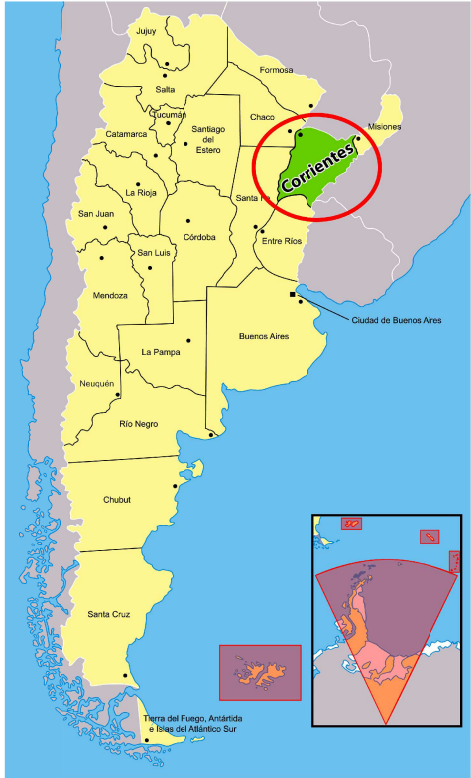 Jujuy
Formosa
Salta
Chaco
Tucumán
Misiones
Catamarca
Santiago
del
Estero
Corrientes
La Rioja
Santa Fe
San Juan
Córdoba
Entre Ríos
San Luis
Mendoza
Ciudad de Buenos Aires
Buenos Aires
La Pampa
Neuquén
Río Negro
Chubut
Santa Cruz
Tierra del Fuego, Antártida
e Islas del Atlántico Sur